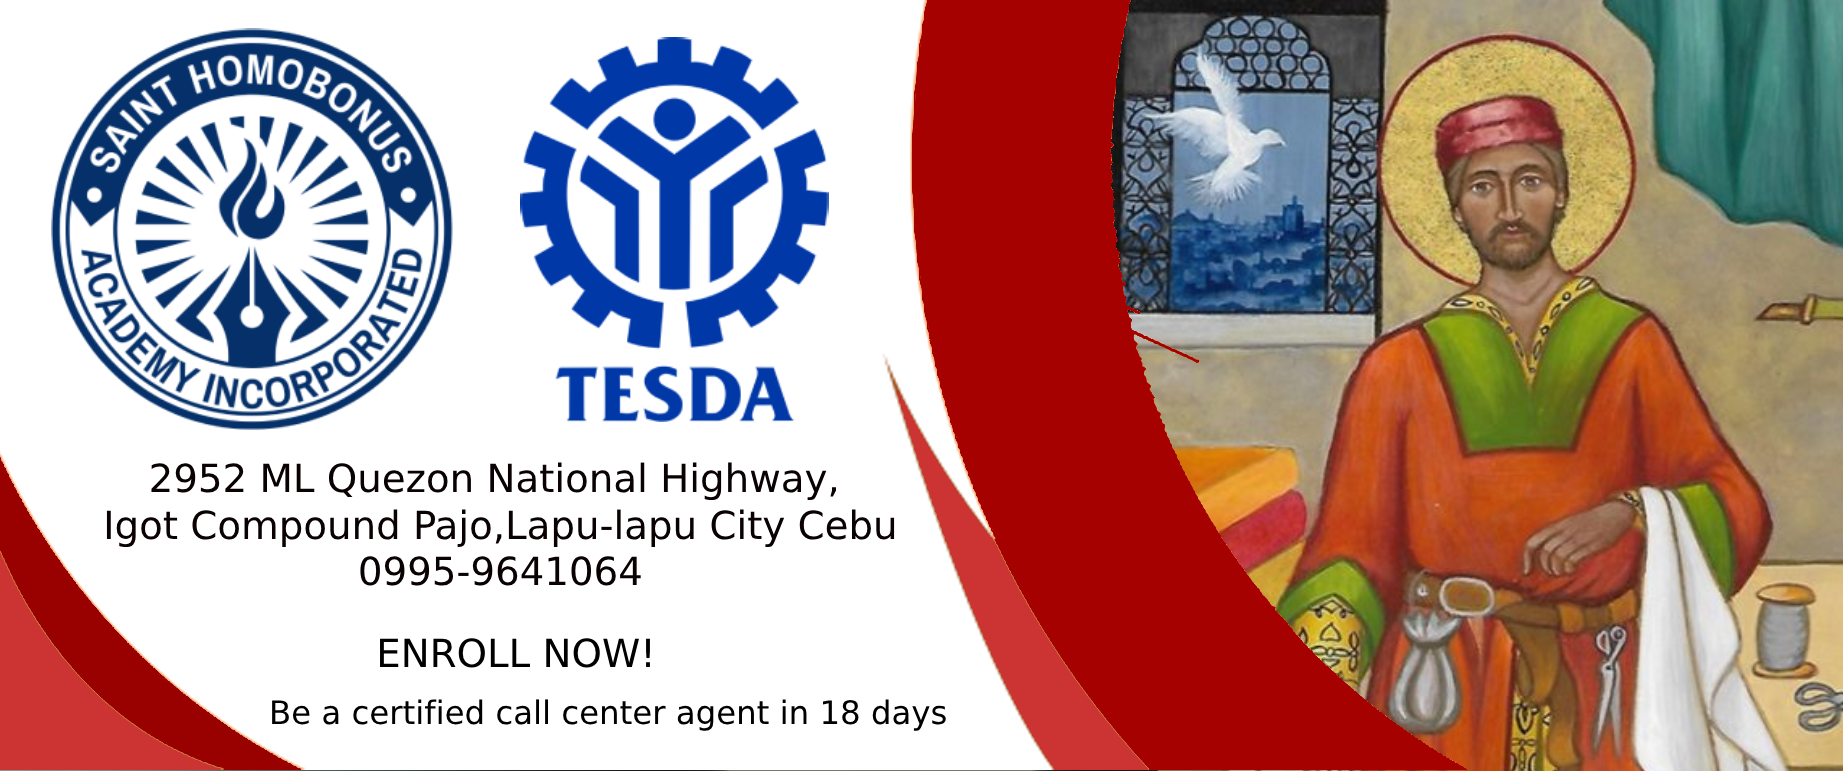 SAINT HOMOBONUS
ACADEMY INCORPORATED
TESDA
2952 ML Quezon National Highway,
Igot Compound Pajo,Lapu-lapu City Cebu
0995-9641064
ENROLL NOW!
Be a certified call center agent in 18 days